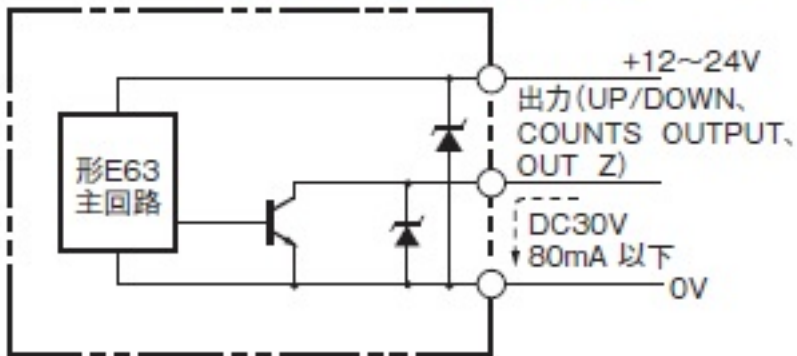 +12～24V
出力(UP/DOWN、
COUNTS OUTPUT、
OUT Z)
形E63
主回路
DC30V
80mA 以下
0V